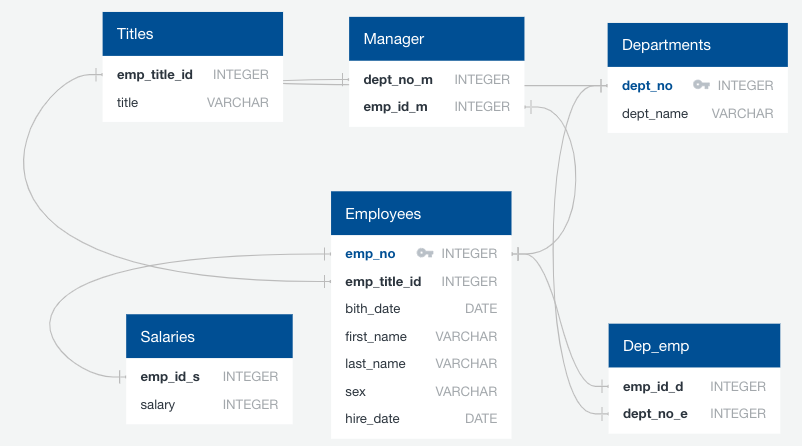 Titles
emp_title_id INTEGER
title VARCHAR
Manager
dept_no_m INTEGER
emp_id_m INTEGER
Departments
dept_no INTEGER
dept_name VARCHAR
Employees
emp_no INTEGER
emp_title_id INTEGER
bith_date DATE
first_name VARCHAR
last_name VARCHAR
sex VARCHAR
hire_date DATE
Salaries
emp_id_s INTEGER
salary INTEGER
Dep_emp
emp_id_d INTEGER
dept_no_e INTEGER